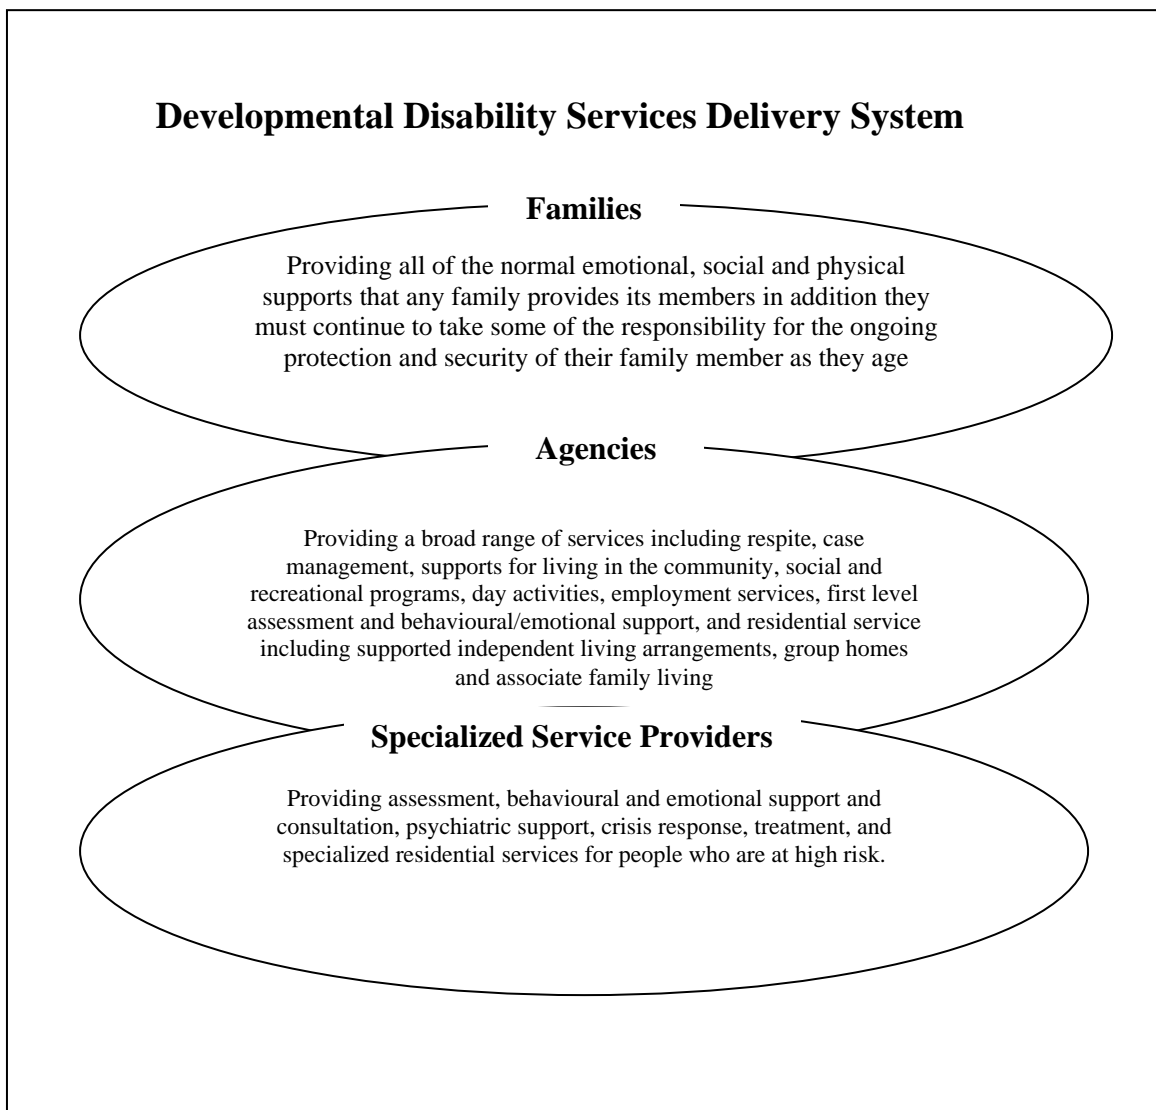 Developmental Disability Services Delivery System
Families
Providing all of the normal emotional, social and physical
supports that any family provides its members in addition they
must continue to take some of the responsibility for the ongoing
protection and security of their family member as they age
Agencies
Providing a broad range of services including respite, case
management, supports for living in the community, social and
recreational programs, day activities, employment services, first level
assessment and behavioural/emotional support, and residential service
including supported independent living arrangements, group homes
and associate family living
Specialized Service Providers
Providing assessment, behavioural and emotional support and
consultation, psychiatric support, crisis response, treatment, and
specialized residential services for people who are at high risk.